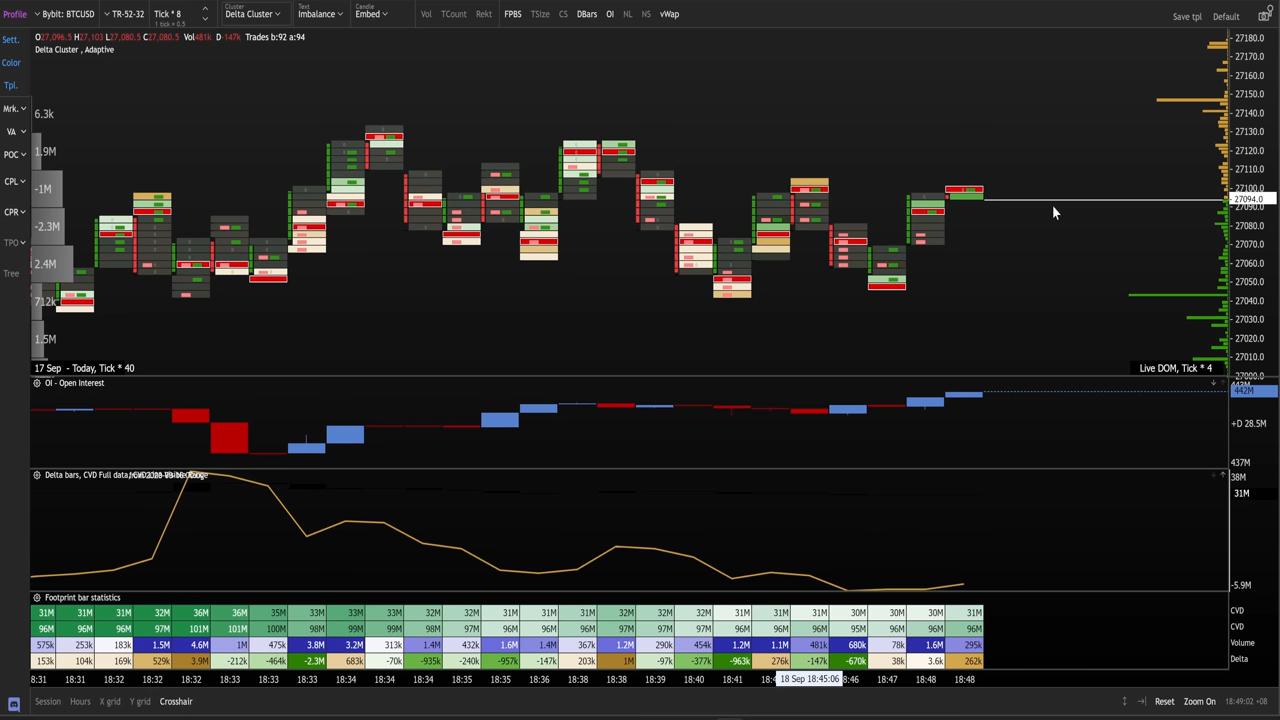 Profile Bybit: BTCUSD TR-52-32 Tick * 8 1 tick = 0.5 Cluster Delta Cluster Text Imbalance Candle Embed Vol TCount Rekt FPBS TSize CS DBars OI NL NS vWap Save tpl Default
Sett. O27,096.5 H27,103 L27,080.5 C27,080.5 Vol481k D-147k Trades b:92 a:94
Delta Cluster , Adaptive
Color
Tpl.
Mrk.
VA
POC
CPL
CPR
TPO
Tree
6.3k
1.9M
-1M
-2.3M
2.4M
712k
1.5M
27180.0
27170.0
27160.0
27150.0
27140.0
27130.0
27120.0
27110.0
27100.0
27094.0
27090.0
27080.0
27070.0
27060.0
27050.0
27040.0
27030.0
27020.0
27010.0
27000.0
17 Sep - Today, Tick * 40
Live DOM, Tick * 4
OI - Open Interest
442M
+D 28.5M
437M
Delta bars, CVD Full data,
38M
31M
-5.9M
Footprint bar statistics
31M 31M 31M 32M 36M 36M 35M 33M 33M 33M 32M 32M 31M 31M 31M 32M 32M 32M 31M 31M 31M 30M 30M 30M 31M CVD
96M 96M 96M 97M 101M 101M 100M 98M 99M 99M 98M 97M 97M 96M 97M 98M 98M 97M 96M 96M 96M 95M 96M 96M 96M CVD
575k 253k 183k 1.5M 4.6M 1M 475k 3.8M 3.2M 313k 1.4M 432k 1.6M 1.4M 367k 1.2M 290k 454k 1.2M 1.1M 481k 680k 78k 1.6M 295k Volume
153k 104k 169k 529k 3.9M -212k -464k -2.3M 683k -70k -935k -240k -957k -147k 203k 1M -97k -377k -963k 276k -147k -670k 38k 3.6k 262k Delta
8:31 18:31 18:32 18:32 18:32 18:33 18:33 18:33 18:34 18:34 18:34 18:35 18:35 18:36 18:36 18:38 18:39 18:40 18:41 18 Sep 18:45:06 8:46 18:47 18:48 18:48
Session Hours X grid Y grid Crosshair Reset Zoom On 18:49:02 +08